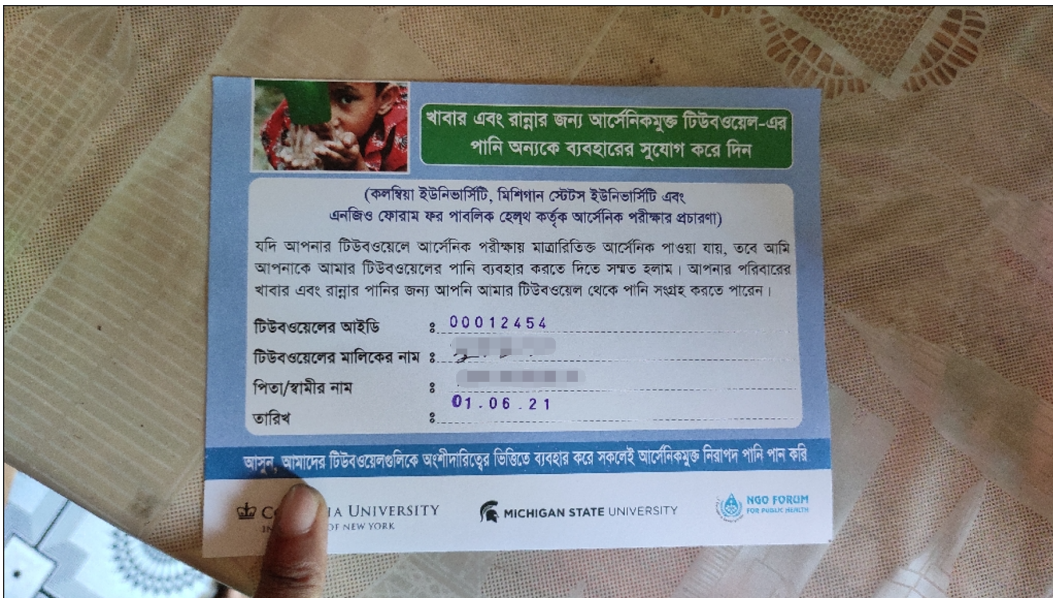 খাবার এবং রান্নার জন্য আর্সেনিকমুক্ত টিউবওয়েল-এর
পানি অন্যকে ব্যবহারের সুযোগ করে দিন
(কলম্বিয়া ইউনিভার্সিটি, মিশিগান স্টেটস ইউনিভার্সিটি এবং
এনজিও ফোরাম ফর পাবলিক হেল্থ কর্তৃক আর্সেনিক পরীক্ষার প্রচারণা)
যদি আপনার টিউবওয়েলে আর্সেনিক পরীক্ষায় মাত্রারিতিক্ত আর্সেনিক পাওয়া যায়, তবে আমি
আপনাকে আমার টিউবওয়েলের পানি ব্যবহার করতে দিতে সম্মত হলাম। আপনার পরিবারের
খাবার এবং রান্নার পানির জন্য আপনি আমার টিউবওয়েল থেকে পানি সংগ্রহ করতে পারেন।
টিউবওয়েলের আইডি : 00012454
টিউবওয়েলের মালিকের নাম :
পিতা/স্বামীর নাম :
তারিখ : 01.06.21
আসুন, আমাদের টিউবওয়েলগুলিকে অংশীদারিত্বের ভিত্তিতে ব্যবহার করে সকলেই আর্সেনিকমুক্ত নিরাপদ পানি পান করি
UNIVERSITY
OF NEW YORK
MICHIGAN STATE UNIVERSITY
NGO FORUM
FOR PUBLIC HEALTH